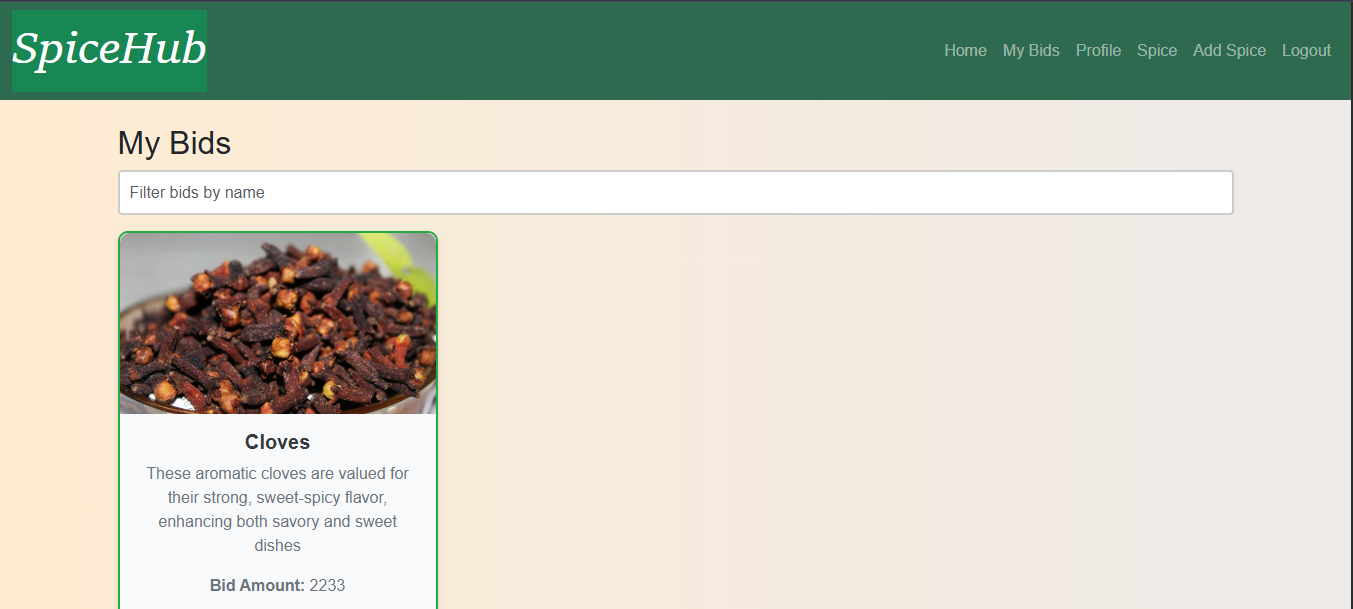 SpiceHub
Home My Bids Profile Spice Add Spice Logout
My Bids
Filter bids by name
Cloves
These aromatic cloves are valued for
their strong, sweet-spicy flavor,
enhancing both savory and sweet
dishes
Bid Amount: 2233